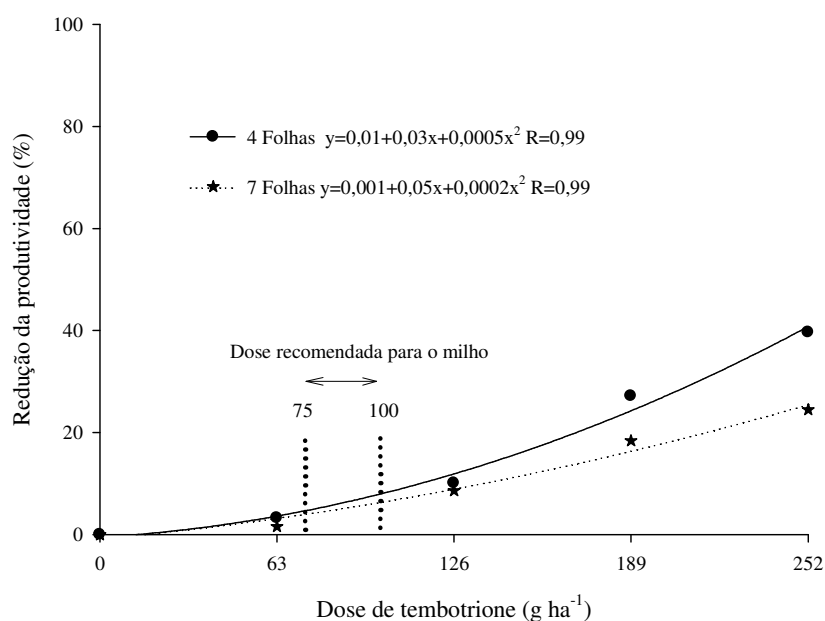 100
80
60
40
20
0
Redução da produtividade (%)
4 Folhas y=0,01+0,03x+0,0005x² R=0,99
7 Folhas y=0,001+0,05x+0,0002x² R=0,99
Dose recomendada para o milho
75 100
0 63 126 189 252
Dose de tembotrione (g ha⁻¹)